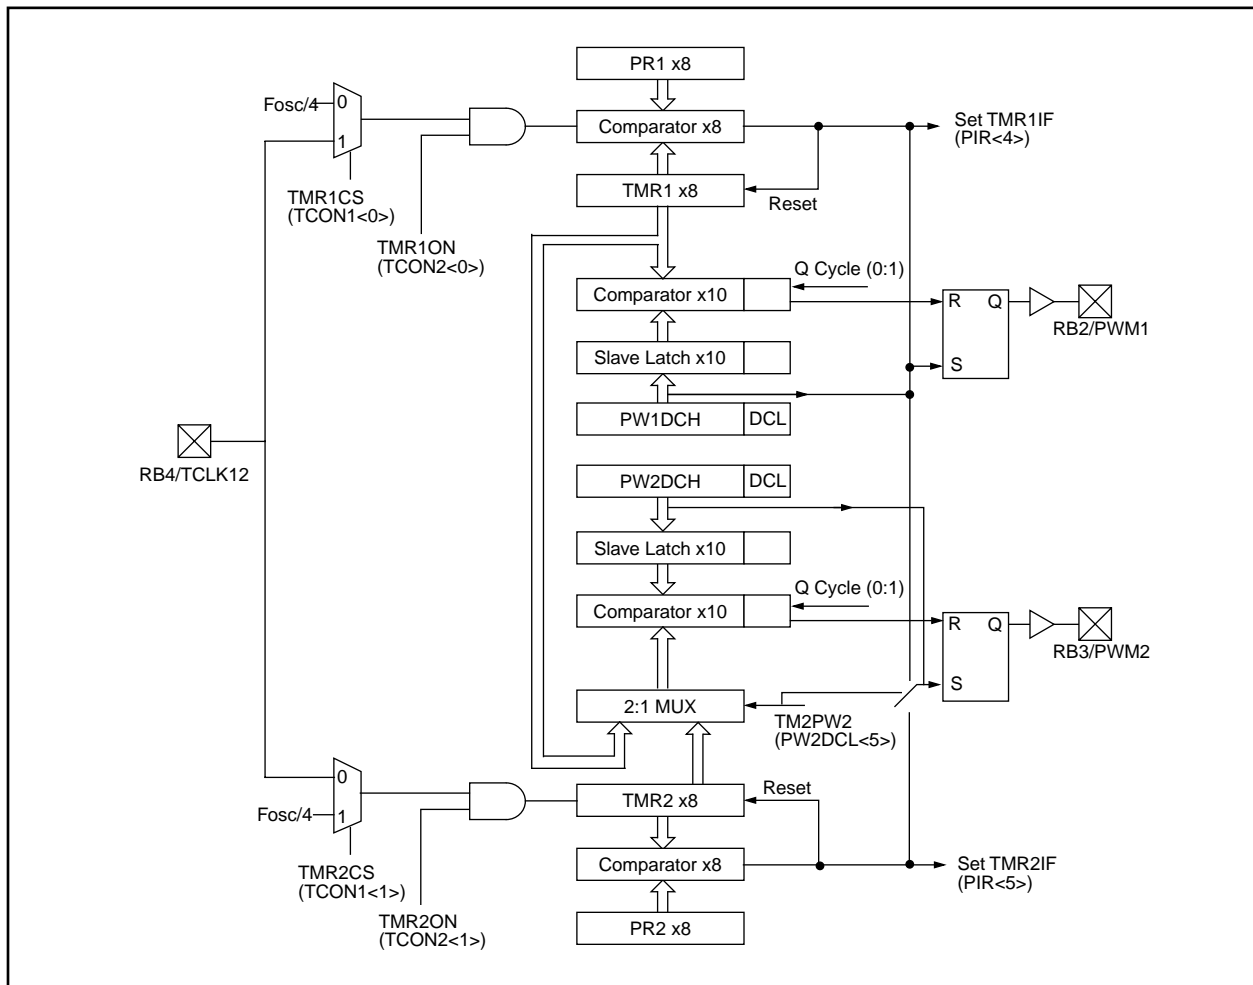 PR1 x8
Fosc/4
0
1
Comparator x8
Set TMR1IF
(PIR<4>)
TMR1CS
(TCON1<0>)
TMR1 x8
Reset
TMR1ON
(TCON2<0>)
Q Cycle (0:1)
Comparator x10
R Q
S
RB2/PWM1
Slave Latch x10
PW1DCH DCL
RB4/TCLK12
PW2DCH DCL
Slave Latch x10
Q Cycle (0:1)
Comparator x10
R Q
S
RB3/PWM2
2:1 MUX
TM2PW2
(PW2DCL<5>)
0
Fosc/4
1
TMR2 x8
Reset
TMR2CS
(TCON1<1>)
Comparator x8
Set TMR2IF
(PIR<5>)
TMR2ON
(TCON2<1>)
PR2 x8